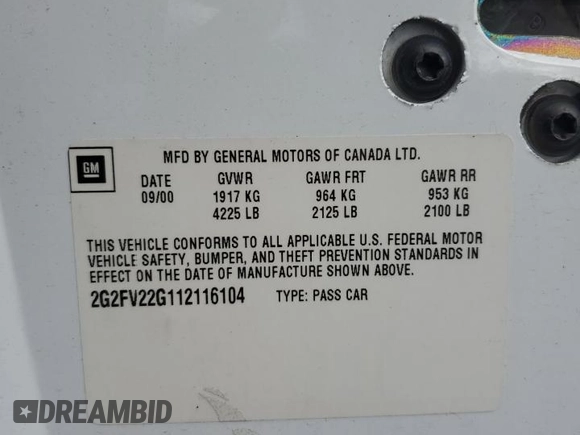 GM
MFD BY GENERAL MOTORS OF CANADA LTD.
DATE GVWR GAWR FRT GAWR RR
09/00 1917 KG 964 KG 953 KG
4225 LB 2125 LB 2100 LB
THIS VEHICLE CONFORMS TO ALL APPLICABLE U.S. FEDERAL MOTOR
VEHICLE SAFETY, BUMPER, AND THEFT PREVENTION STANDARDS IN
EFFECT ON THE DATE OF MANUFACTURE SHOWN ABOVE.
2G2FV22G112116104 TYPE: PASS CAR
DREAMBID